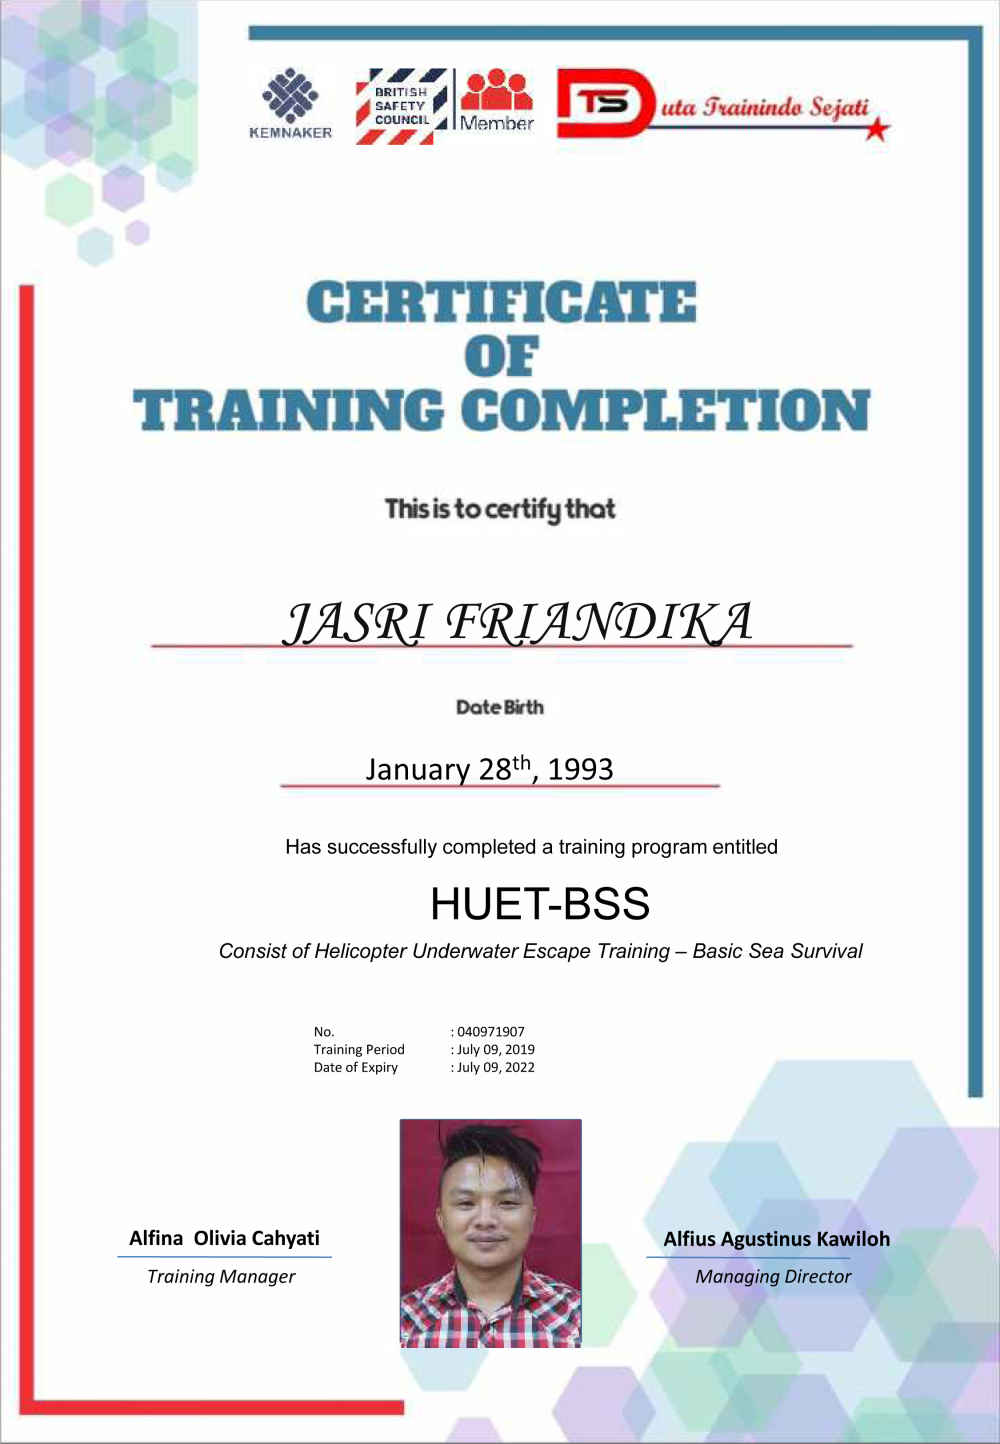 KEMNAKER
BRITISH
SAFETY
COUNCIL
Member
DTS
uta Trainindo Sejati
CERTIFICATE
OF
TRAINING COMPLETION
This is to certify that
JASRI FRIANDIKA
Date Birth
January 28th, 1993
Has successfully completed a training program entitled
HUET-BSS
Consist of Helicopter Underwater Escape Training – Basic Sea Survival
No. : 040971907
Training Period : July 09, 2019
Date of Expiry : July 09, 2022
Alfina Olivia Cahyati
Training Manager
Alfius Agustinus Kawiloh
Managing Director